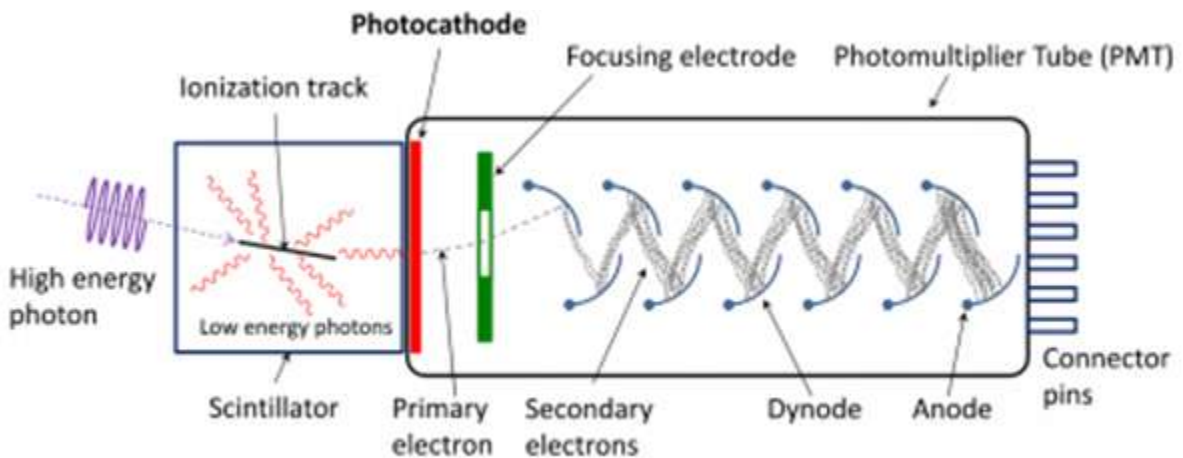 Photocathode
Focusing electrode
Photomultiplier Tube (PMT)
Ionization track
High energy
photon
Low energy photons
Scintillator
Primary
electron
Secondary
electrons
Dynode
Anode
Connector
pins